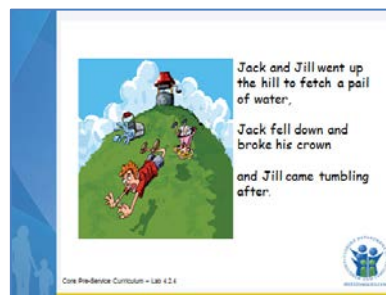 Jack and Jill went up
the hill to fetch a pail
of water,
Jack fell down and
broke his crown
and Jill came tumbling
after.
Core Pre-Service Curriculum – Lab 4.2.4